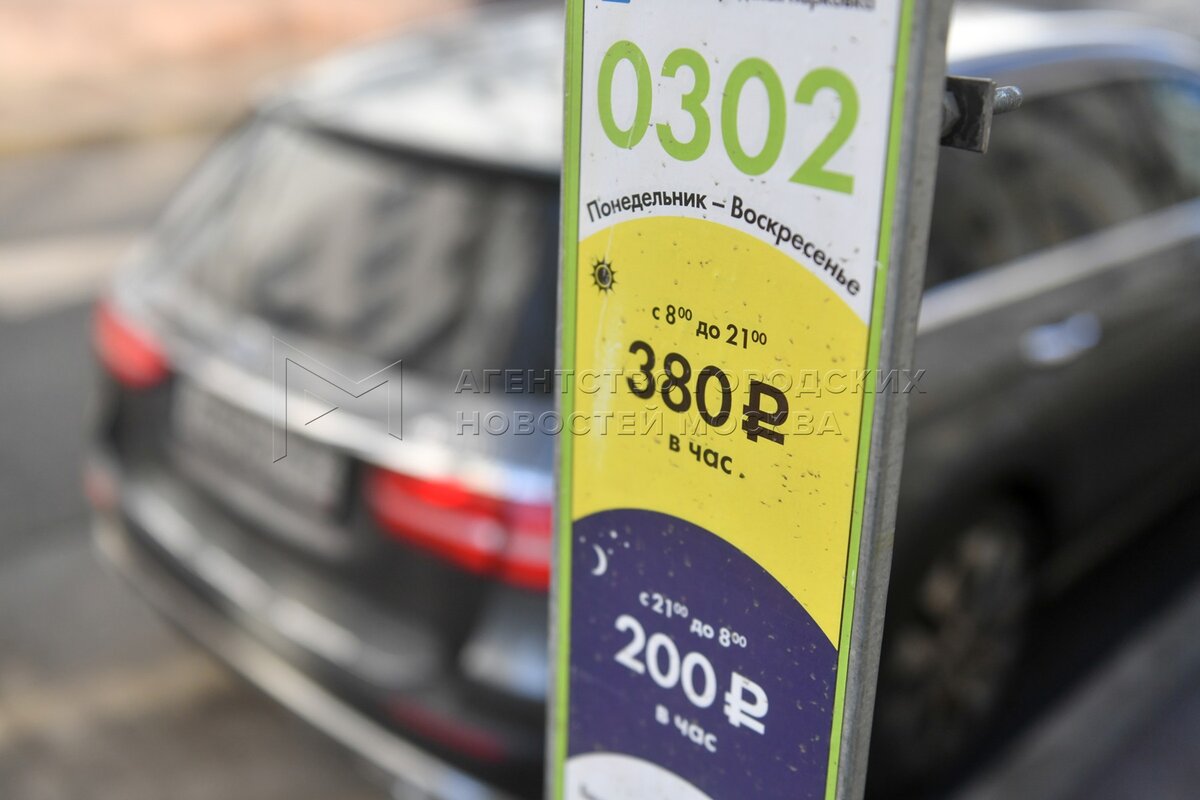 0302
Понедельник – Воскресенье
с 8⁰⁰ до 21⁰⁰
380 ₽
в час
АГЕНТСТВО ГОРОДСКИХ
НОВОСТЕЙ МОСКВА
с 21⁰⁰ до 8⁰⁰
200 ₽
в час